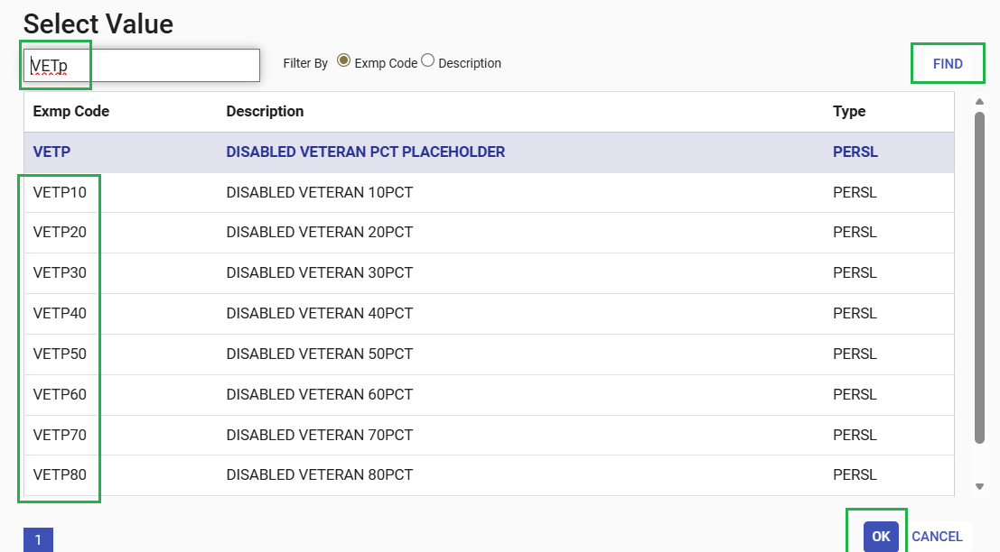 Select Value
VETp Filter By Exmp Code Description FIND
Exmp Code Description Type
VETP DISABLED VETERAN PCT PLACEHOLDER PERSL
VETP10 DISABLED VETERAN 10PCT PERSL
VETP20 DISABLED VETERAN 20PCT PERSL
VETP30 DISABLED VETERAN 30PCT PERSL
VETP40 DISABLED VETERAN 40PCT PERSL
VETP50 DISABLED VETERAN 50PCT PERSL
VETP60 DISABLED VETERAN 60PCT PERSL
VETP70 DISABLED VETERAN 70PCT PERSL
VETP80 DISABLED VETERAN 80PCT PERSL
1 OK CANCEL